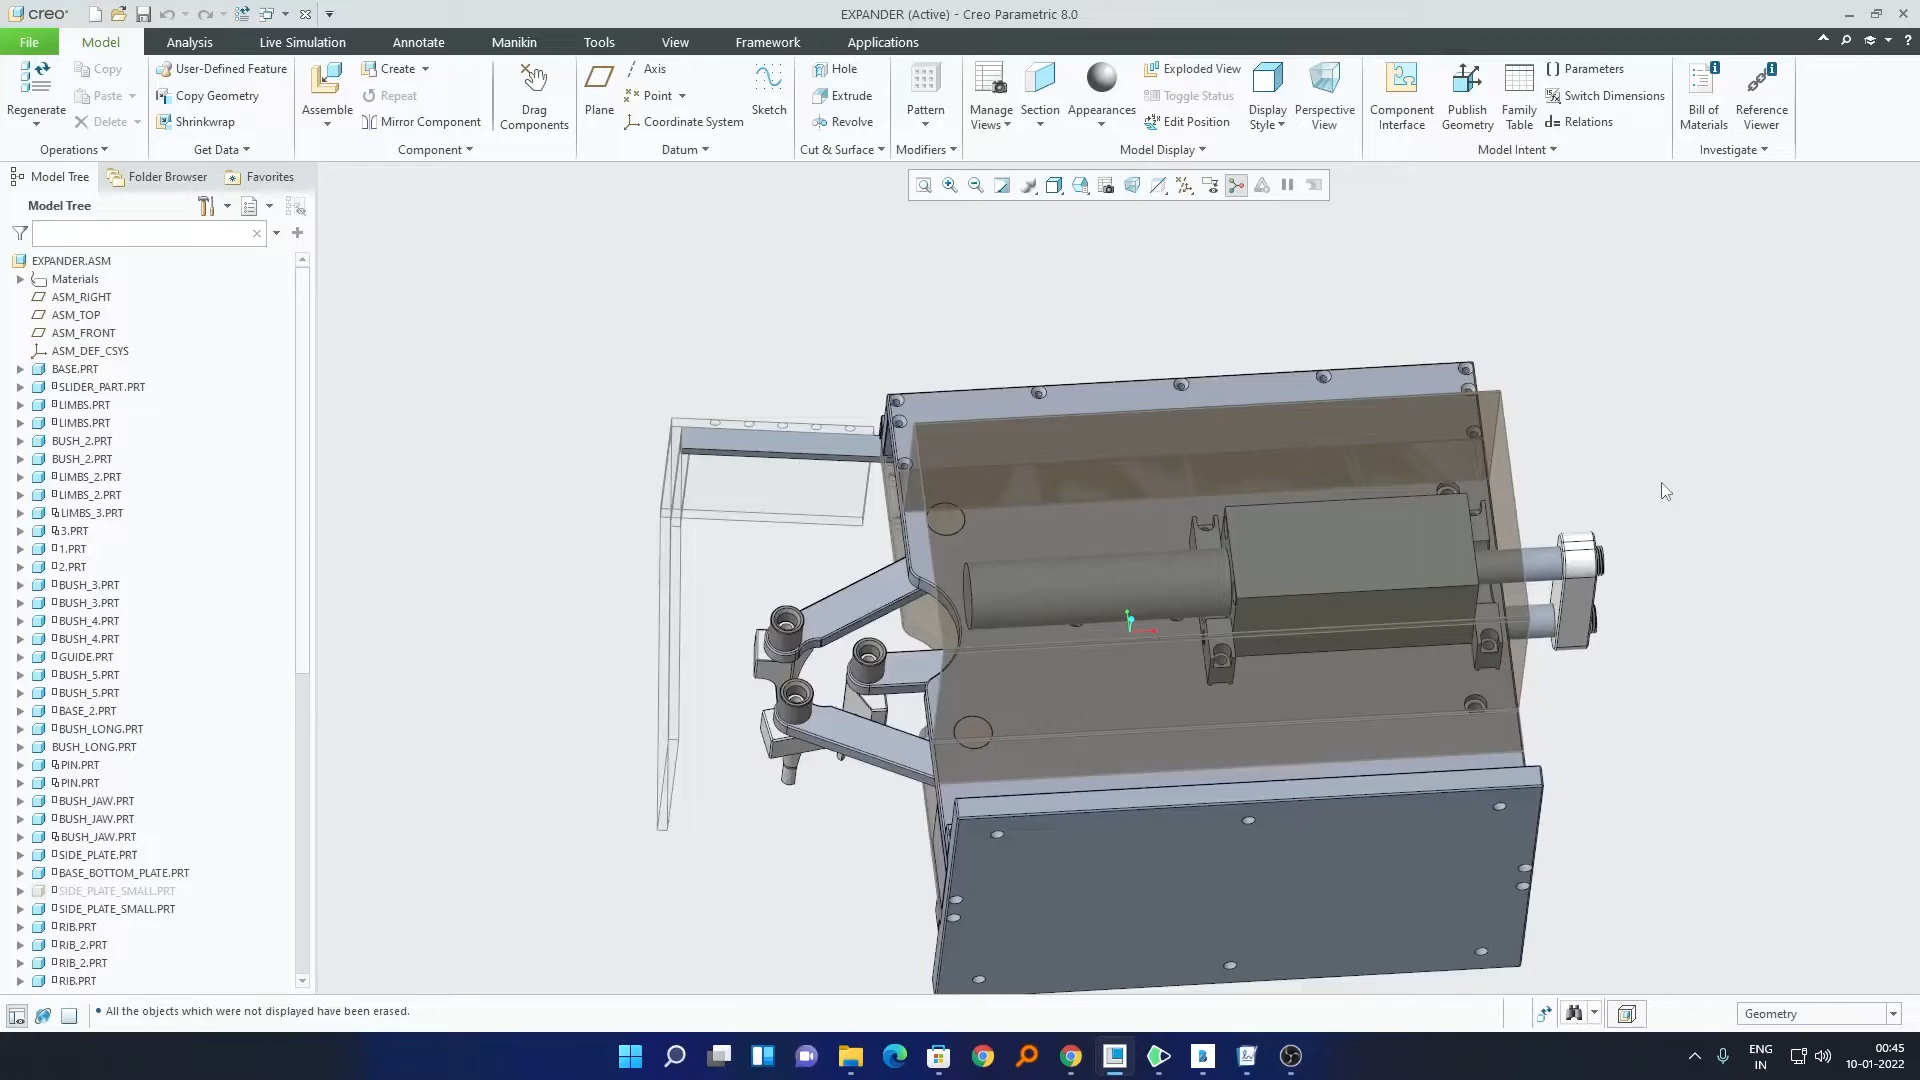 creo
EXPANDER (Active) - Creo Parametric 8.0
File Model Analysis Live Simulation Annotate Manikin Tools View Framework Applications
Regenerate
Copy
Paste
Delete
Operations
User-Defined Feature
Copy Geometry
Shrinkwrap
Get Data
Assemble
Create
Repeat
Mirror Component
Drag Components
Component
Plane
Axis
Point
Coordinate System
Sketch
Datum
Hole
Extrude
Revolve
Cut & Surface
Pattern
Modifiers
Manage Views
Section
Appearances
Exploded View
Toggle Status
Edit Position
Display Style
Perspective View
Model Display
Component Interface
Publish Geometry
Family Table
Parameters
Switch Dimensions
Relations
Model Intent
Bill of Materials
Reference Viewer
Investigate
Model Tree Folder Browser Favorites
Model Tree
EXPANDER.ASM
Materials
ASM_RIGHT
ASM_TOP
ASM_FRONT
ASM_DEF_CSYS
BASE.PRT
SLIDER_PART.PRT
LIMBS.PRT
LIMBS.PRT
BUSH_2.PRT
BUSH_2.PRT
LIMBS_2.PRT
LIMBS_2.PRT
LIMBS_3.PRT
3.PRT
1.PRT
2.PRT
BUSH_3.PRT
BUSH_3.PRT
BUSH_4.PRT
BUSH_4.PRT
GUIDE.PRT
BUSH_5.PRT
BUSH_5.PRT
BASE_2.PRT
BUSH_LONG.PRT
BUSH_LONG.PRT
PIN.PRT
PIN.PRT
BUSH_JAW.PRT
BUSH_JAW.PRT
BUSH_JAW.PRT
SIDE_PLATE.PRT
BASE_BOTTOM_PLATE.PRT
SIDE_PLATE_SMALL.PRT
SIDE_PLATE_SMALL.PRT
RIB.PRT
RIB_2.PRT
RIB_2.PRT
RIB.PRT
• All the objects which were not displayed have been erased.
Geometry
ENG
IN
00:45
10-01-2022